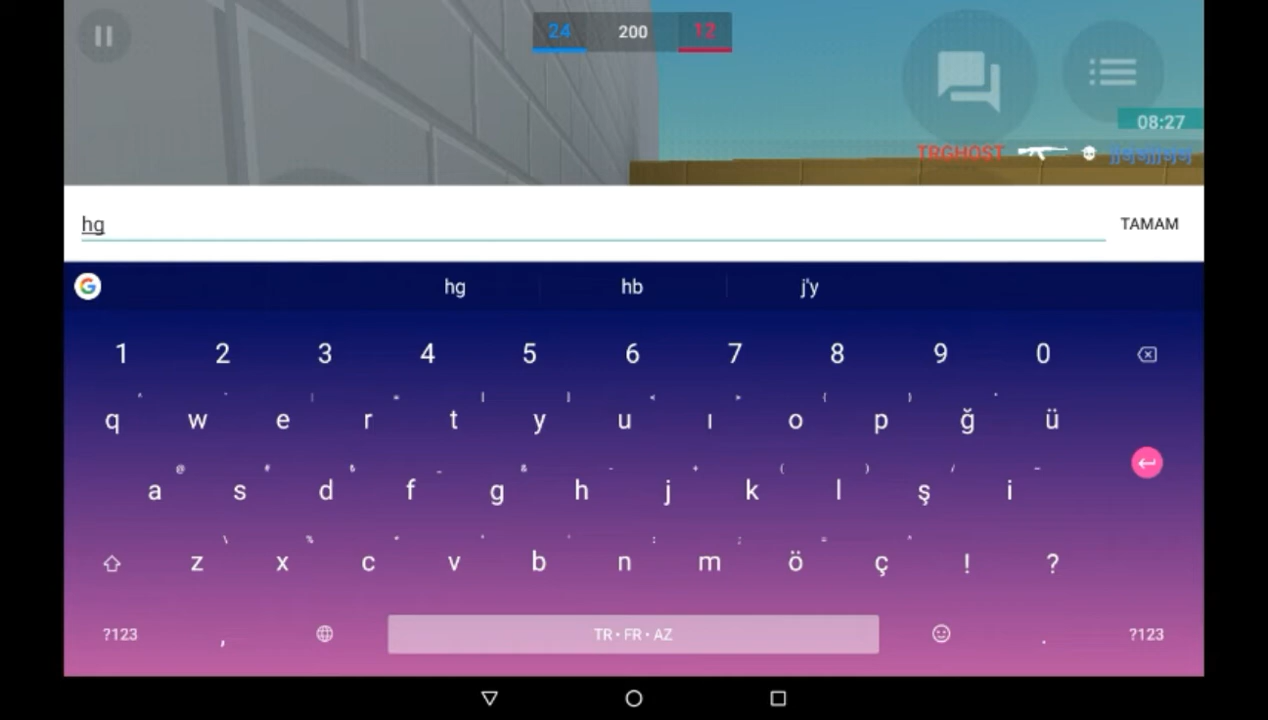 24 200 12
08:27
TRGHOST
hg TAMAM
hg hb j'y
1 2 3 4 5 6 7 8 9 0
q w e r t y u ı o p ğ ü
a s d f g h j k l ş i
z x c v b n m ö ç ! ?
?123 , TR • FR • AZ . ?123